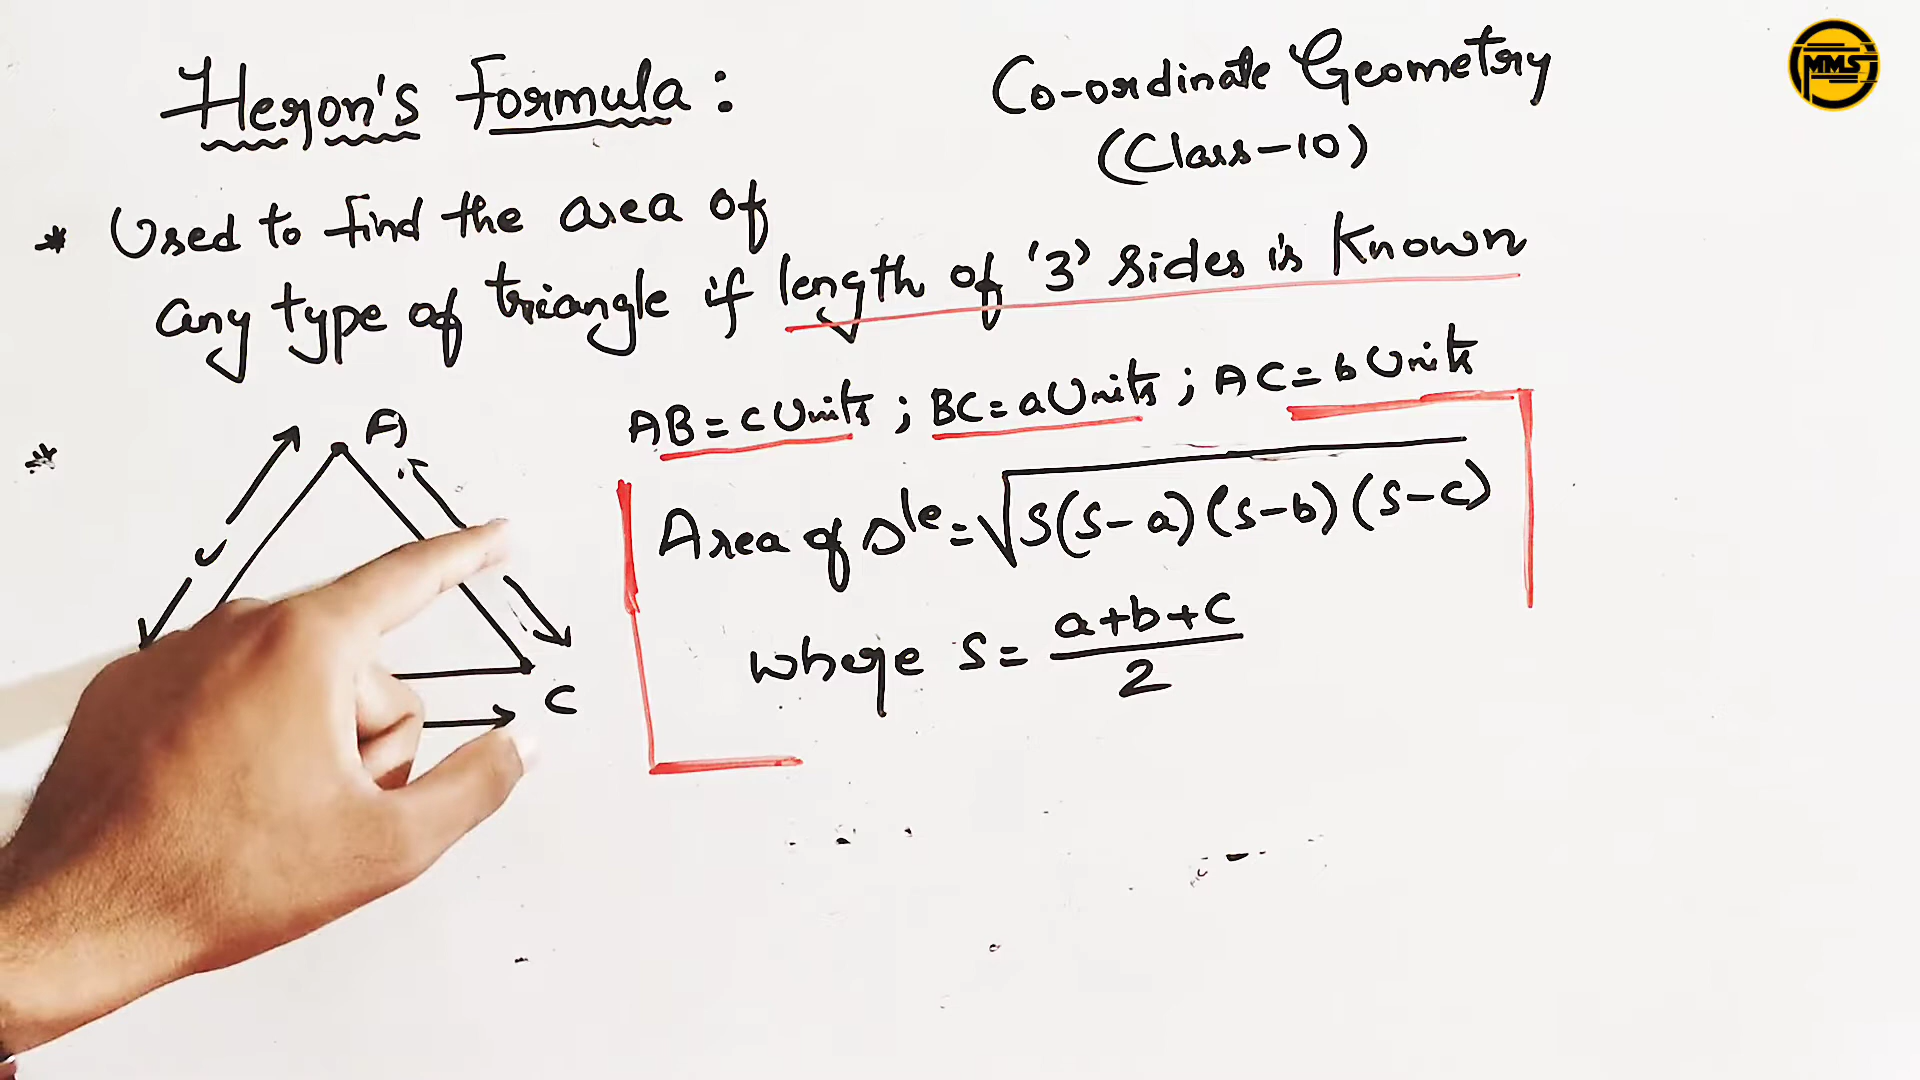 Heron's Formula :
Co-ordinate Geometry
(Class-10)
MMS
* Used to find the area of
any type of triangle if length of '3' sides is known
AB = c Units ; BC = a Units ; AC = b Units
*
A
Area of Δle = √S(S-a)(S-b)(S-c)
where S = a+b+c
2
C